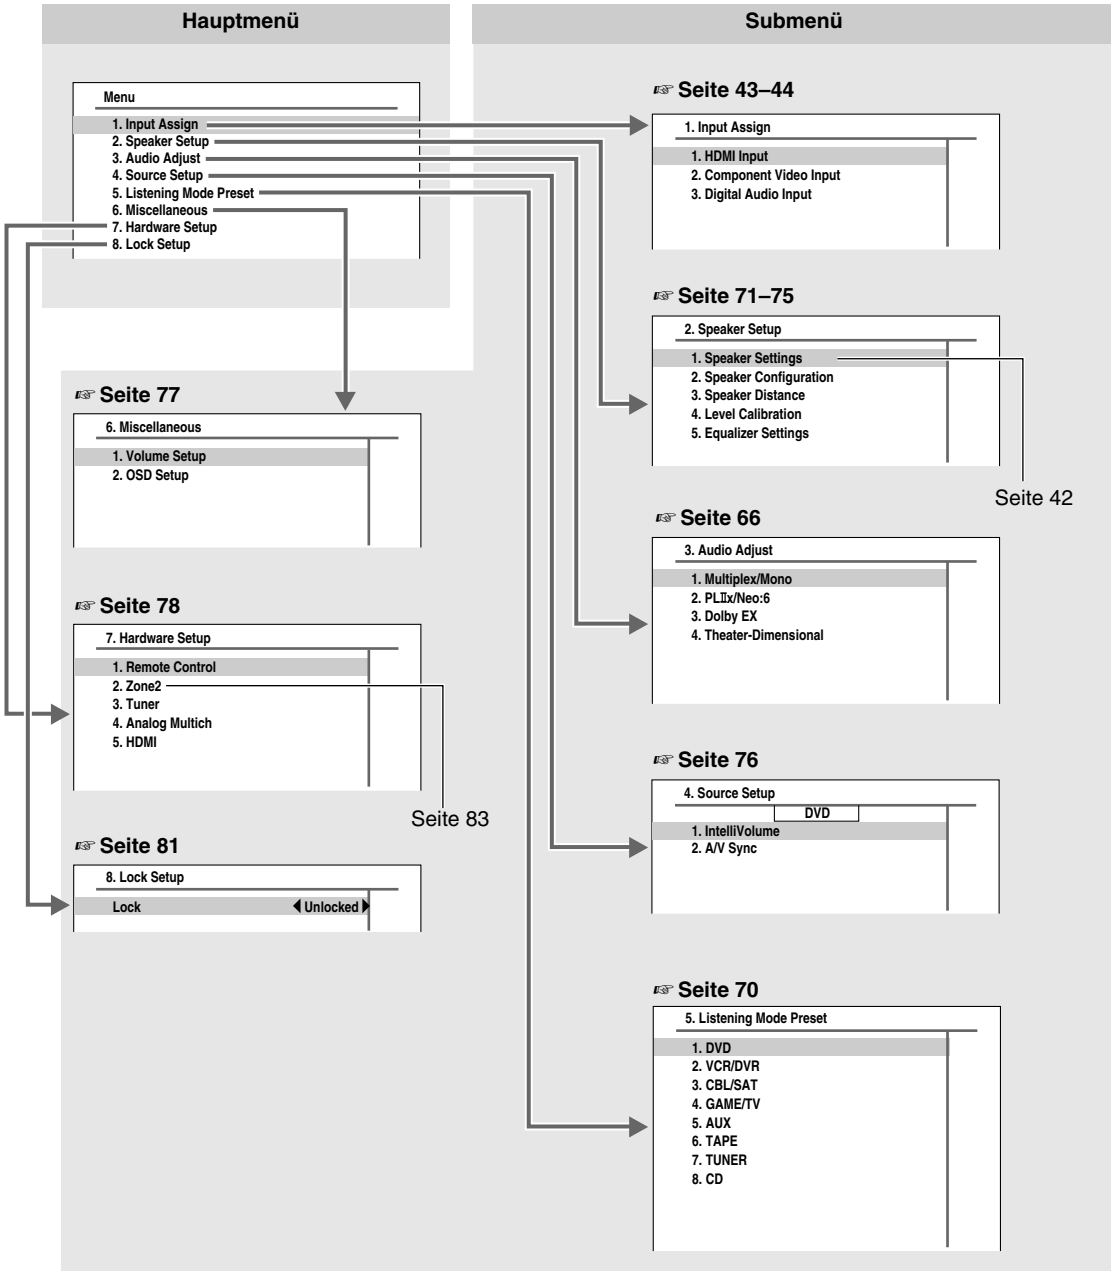 Hauptmenü
Submenü
Menu
1. Input Assign
2. Speaker Setup
3. Audio Adjust
4. Source Setup
5. Listening Mode Preset
6. Miscellaneous
7. Hardware Setup
8. Lock Setup
☞ Seite 43–44
1. Input Assign
1. HDMI Input
2. Component Video Input
3. Digital Audio Input
☞ Seite 71–75
2. Speaker Setup
1. Speaker Settings
2. Speaker Configuration
3. Speaker Distance
4. Level Calibration
5. Equalizer Settings
Seite 42
☞ Seite 77
6. Miscellaneous
1. Volume Setup
2. OSD Setup
☞ Seite 66
3. Audio Adjust
1. Multiplex/Mono
2. PLⅡx/Neo:6
3. Dolby EX
4. Theater-Dimensional
☞ Seite 78
7. Hardware Setup
1. Remote Control
2. Zone2
3. Tuner
4. Analog Multich
5. HDMI
Seite 83
☞ Seite 76
4. Source Setup
DVD
1. IntelliVolume
2. A/V Sync
☞ Seite 81
8. Lock Setup
Lock ◀ Unlocked ▶
☞ Seite 70
5. Listening Mode Preset
1. DVD
2. VCR/DVR
3. CBL/SAT
4. GAME/TV
5. AUX
6. TAPE
7. TUNER
8. CD